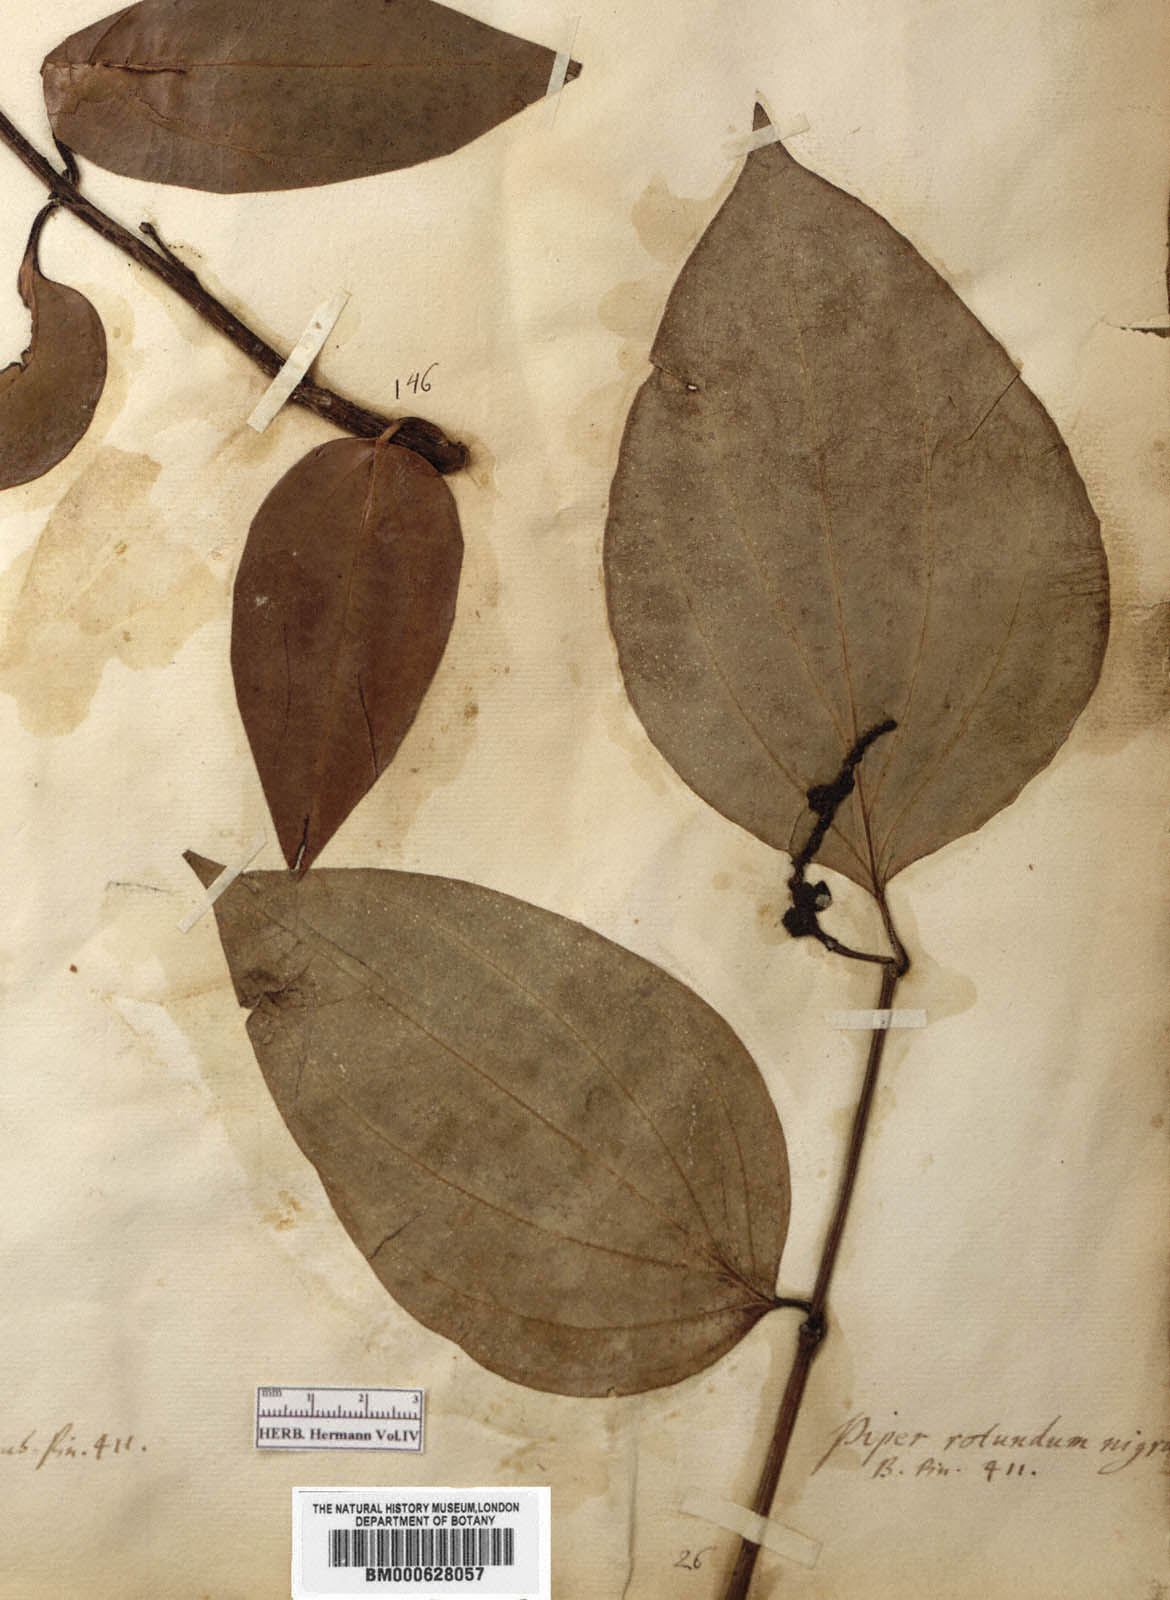 146
mm 1 2 3
HERB. Hermann Vol.IV
Pin. 411.
Piper rotundum nigru
B. Pin. 411.
THE NATURAL HISTORY MUSEUM,LONDON
DEPARTMENT OF BOTANY
BM000628057
26